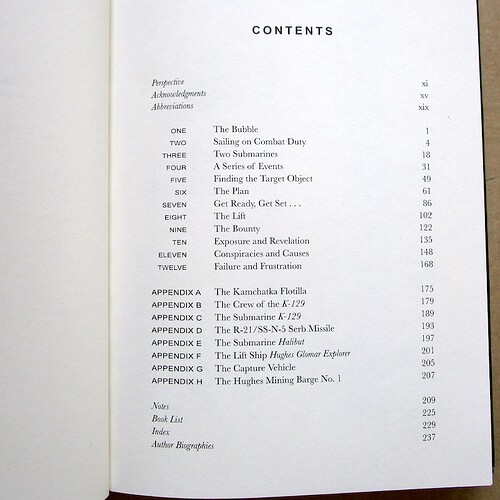 CONTENTS
Perspective xi
Acknowledgments xv
Abbreviations xix
ONE The Bubble 1
TWO Sailing on Combat Duty 4
THREE Two Submarines 18
FOUR A Series of Events 31
FIVE Finding the Target Object 49
SIX The Plan 61
SEVEN Get Ready, Get Set . . . 86
EIGHT The Lift 102
NINE The Bounty 122
TEN Exposure and Revelation 135
ELEVEN Conspiracies and Causes 148
TWELVE Failure and Frustration 168
APPENDIX A The Kamchatka Flotilla 175
APPENDIX B The Crew of the K-129 179
APPENDIX C The Submarine K-129 189
APPENDIX D The R-21/SS-N-5 Serb Missile 193
APPENDIX E The Submarine Halibut 197
APPENDIX F The Lift Ship Hughes Glomar Explorer 201
APPENDIX G The Capture Vehicle 205
APPENDIX H The Hughes Mining Barge No. 1 207
Notes 209
Book List 225
Index 229
Author Biographies 237